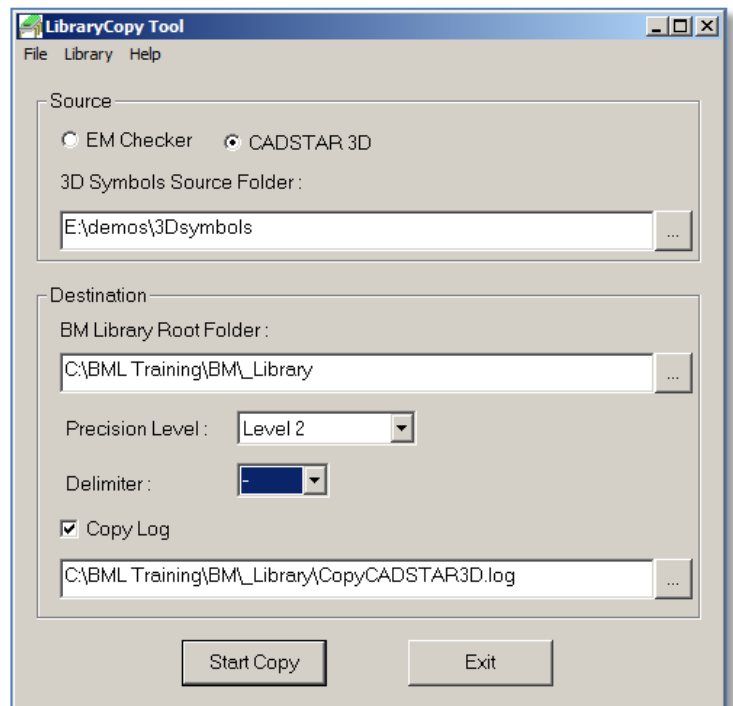 LibraryCopy Tool
File Library Help
Source
EM Checker CADSTAR 3D
3D Symbols Source Folder :
E:\demos\3Dsymbols
...
Destination
BM Library Root Folder :
C:\BML Training\BM\_Library
...
Precision Level : Level 2
Delimiter : -
Copy Log
C:\BML Training\BM\_Library\CopyCADSTAR3D.log
...
Start Copy Exit